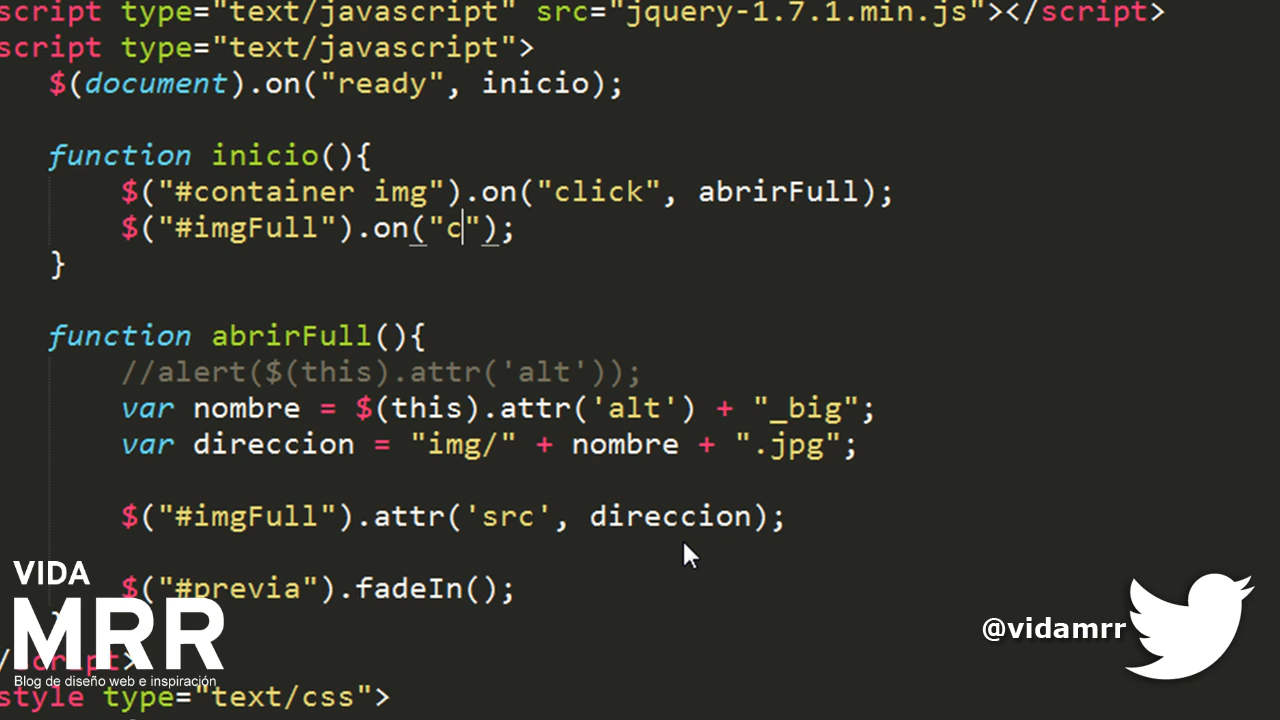 script type="text/javascript" src="jquery-1.7.1.min.js"></script>
script type="text/javascript">
$(document).on("ready", inicio);
function inicio(){
$("#container img").on("click", abrirFull);
$("#imgFull").on("c");
}
function abrirFull(){
//alert($(this).attr('alt'));
var nombre = $(this).attr('alt') + "_big";
var direccion = "img/" + nombre + ".jpg";
$("#imgFull").attr('src', direccion);
$("#previa").fadeIn();
}
/script>
style type="text/css">
VIDA
MRR
Blog de diseño web e inspiración
@vidamrr